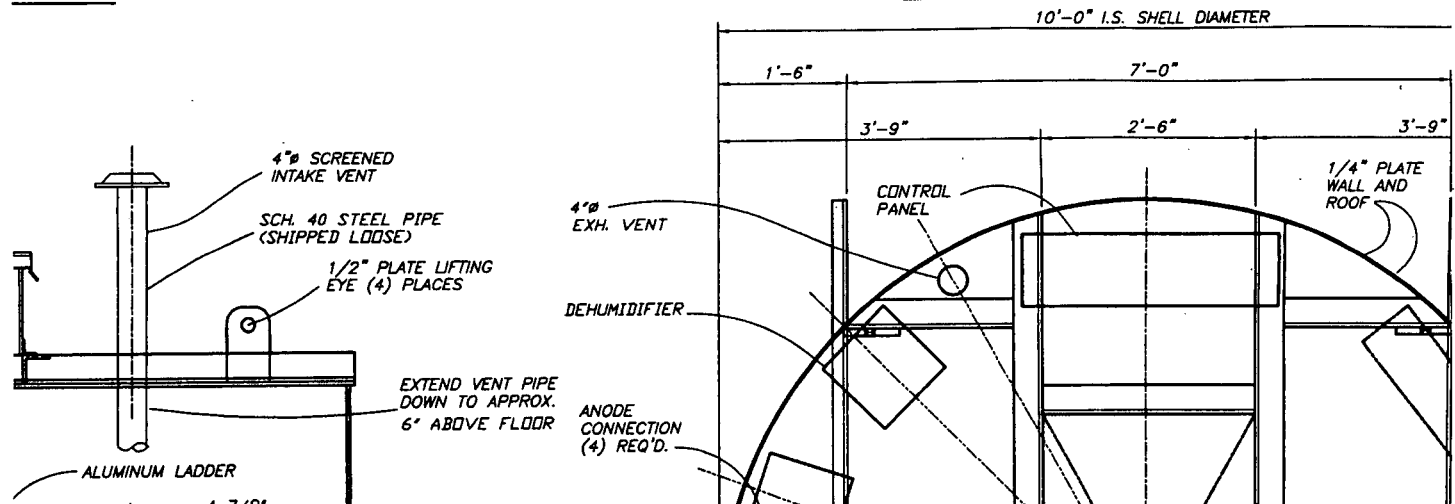 10'-0" I.S. SHELL DIAMETER
1'-6"
7'-0"
3'-9"
2'-6"
3'-9"
4"ø SCREENED
INTAKE VENT
SCH. 40 STEEL PIPE
(SHIPPED LOOSE)
1/2" PLATE LIFTING
EYE (4) PLACES
EXTEND VENT PIPE
DOWN TO APPROX.
6" ABOVE FLOOR
ALUMINUM LADDER
4"ø
EXH. VENT
CONTROL
PANEL
1/4" PLATE
WALL AND
ROOF
DEHUMIDIFIER
ANODE
CONNECTION
(4) REQ'D.